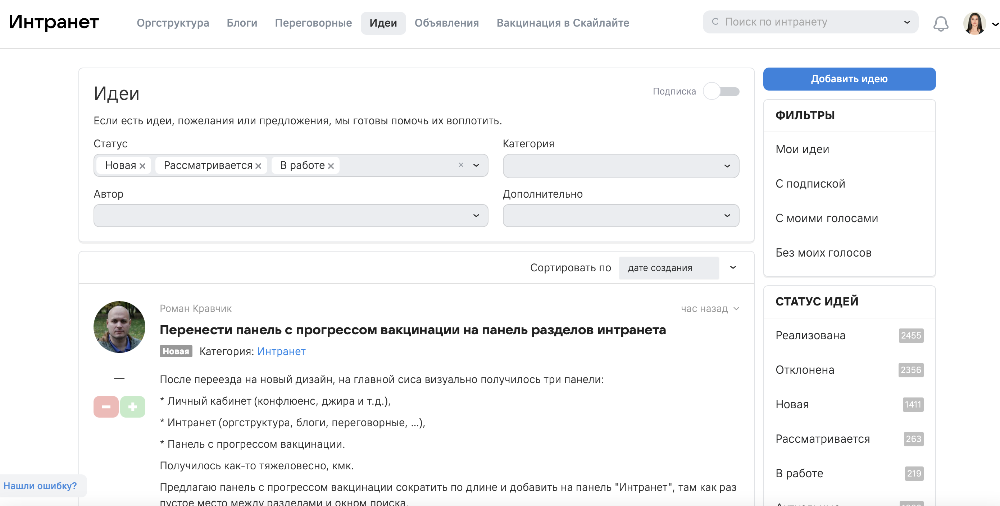 Интранет
Оргструктура Блоги Переговорные Идеи Объявления Вакцинация в Скайлайте
Поиск по интранету
Идеи
Подписка
Если есть идеи, пожелания или предложения, мы готовы помочь их воплотить.
Статус
Новая × Рассматривается × В работе ×
×
Категория
Автор
Дополнительно
Сортировать по дате создания
Роман Кравчик
час назад
Перенести панель с прогрессом вакцинации на панель разделов интранета
Новая Категория: Интранет
—
После переезда на новый дизайн, на главной сиса визуально получилось три панели:
* Личный кабинет (конфлюенс, джира и т.д.),
* Интранет (оргструктура, блоги, переговорные, ...),
* Панель с прогрессом вакцинации.
Получилось как-то тяжеловесно, кмк.
Предлагаю панель с прогрессом вакцинации сократить по длине и добавить на панель "Интранет", там как раз
пустое место между разделами и окном поиска.
Нашли ошибку?
Добавить идею
ФИЛЬТРЫ
Мои идеи
С подпиской
С моими голосами
Без моих голосов
СТАТУС ИДЕЙ
Реализована 2455
Отклонена 2356
Новая 1411
Рассматривается 263
В работе 219